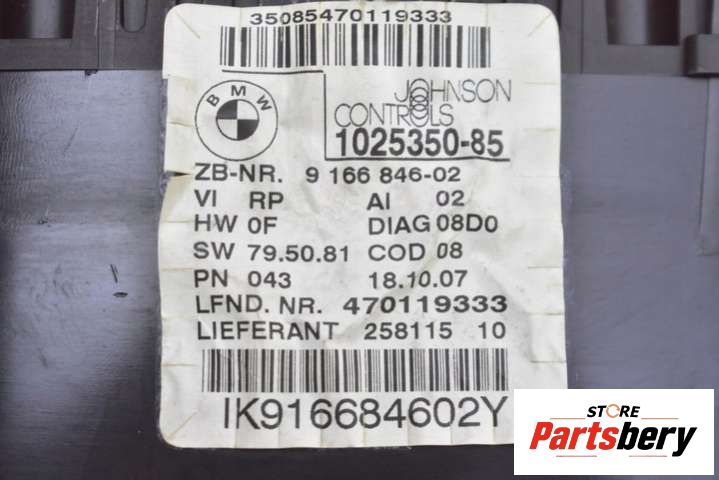 35085470119333
BMW
JOHNSON
CONTROLS
1025350-85
ZB-NR. 9 166 846-02
VI RP AI 02
HW 0F DIAG 08D0
SW 79.50.81 COD 08
PN 043 18.10.07
LFND. NR. 470119333
LIEFERANT 258115 10
IK916684602Y
STORE
Partsbery